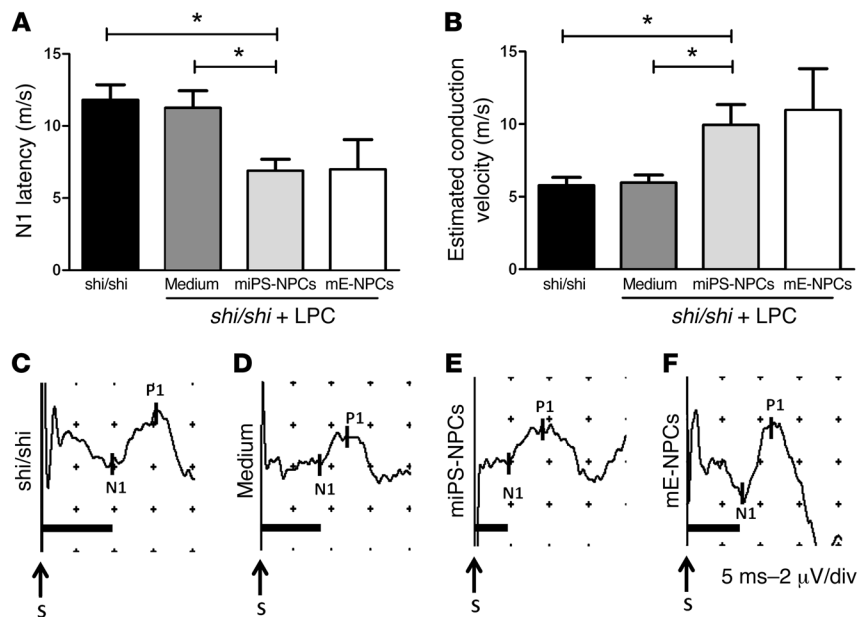 A
*
*
15
10
5
0
N1 latency (m/s)
shi/shi
Medium
miPS-NPCs
mE-NPCs
shi/shi + LPC
B
*
*
15
10
5
0
Estimated conduction
velocity (m/s)
shi/shi
Medium
miPS-NPCs
mE-NPCs
shi/shi + LPC
C
shi/shi
P1
N1
S
D
Medium
P1
N1
S
E
miPS-NPCs
P1
N1
S
F
mE-NPCs
P1
N1
S
5 ms–2 μV/div